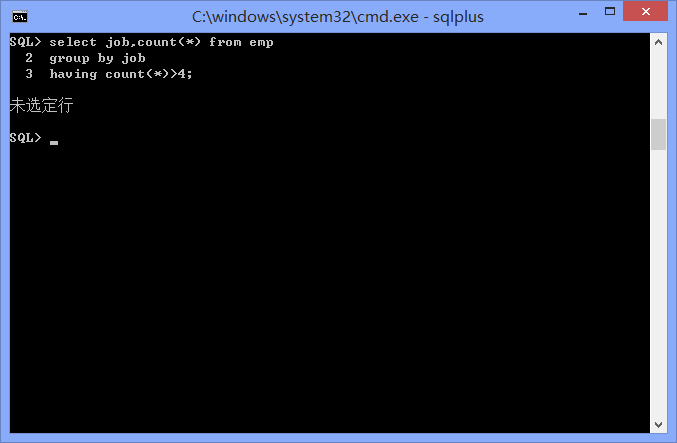 C:\windows\system32\cmd.exe - sqlplus
SQL> select job,count(*) from emp
2 group by job
3 having count(*)>4;
未选定行
SQL>